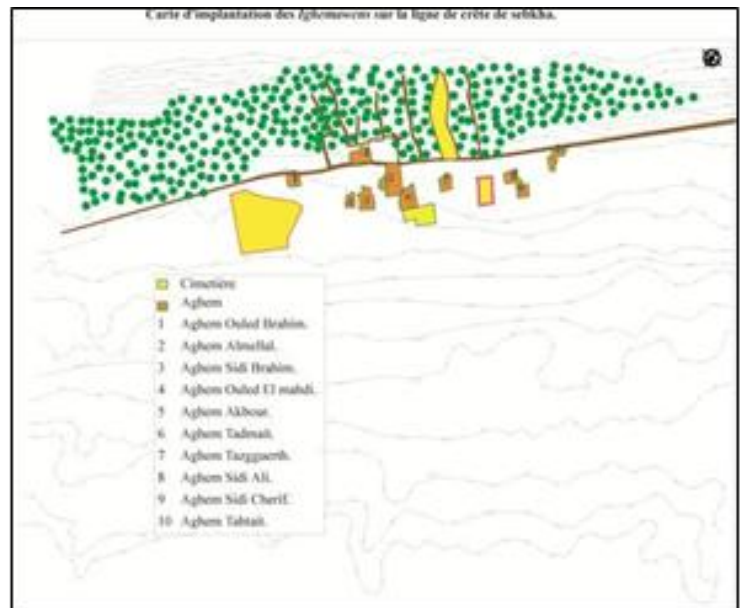 Carte d'implantation des Ighemawens sur la ligne de crête de sebkha.
Cimetière
Aghem
1 Aghem Ouled Brahim.
2 Aghem Almellal.
3 Aghem Sidi Brahim.
4 Aghem Ouled El mahdi.
5 Aghem Akbour.
6 Aghem Tadmait.
7 Aghem Tazgguerth.
8 Aghem Sidi Ali.
9 Aghem Sidi Cherif.
10 Aghem Tabtait.